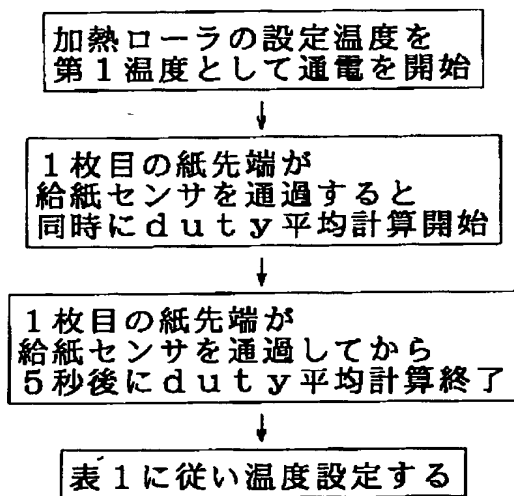 加熱ローラの設定温度を
第１温度として通電を開始
１枚目の紙先端が
給紙センサを通過すると
同時にｄｕｔｙ平均計算開始
１枚目の紙先端が
給紙センサを通過してから
５秒後にｄｕｔｙ平均計算終了
表１に従い温度設定する